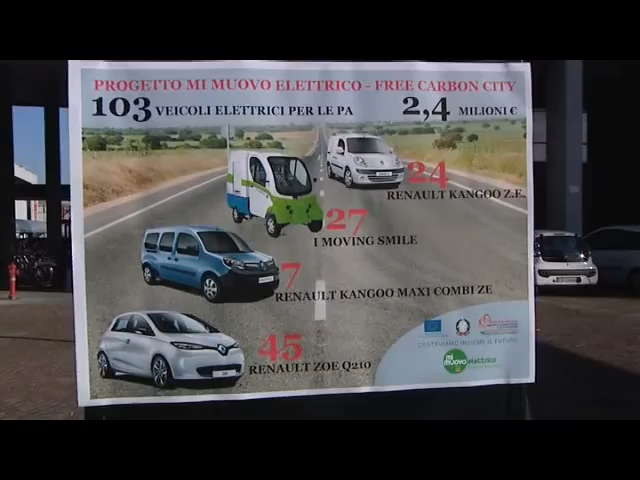 PROGETTO MI MUOVO ELETTRICO - FREE CARBON CITY
103 VEICOLI ELETTRICI PER LE PA 2,4 MILIONI €
24
RENAULT KANGOO Z.E.
27
I MOVING SMILE
7
RENAULT KANGOO MAXI COMBI ZE
45
RENAULT ZOE Q210
COSTRUIAMO INSIEME IL FUTURO
mi muovo elettrico